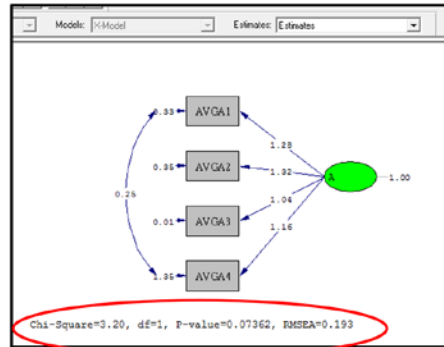 Models: X-Model Estimates: Estimates
0.33 AVGA1
1.28
0.35 AVGA2
1.32
A 1.00
0.25
1.04
0.01 AVGA3
1.16
1.35 AVGA4
Chi-Square=3.20, df=1, P-value=0.07362, RMSEA=0.193